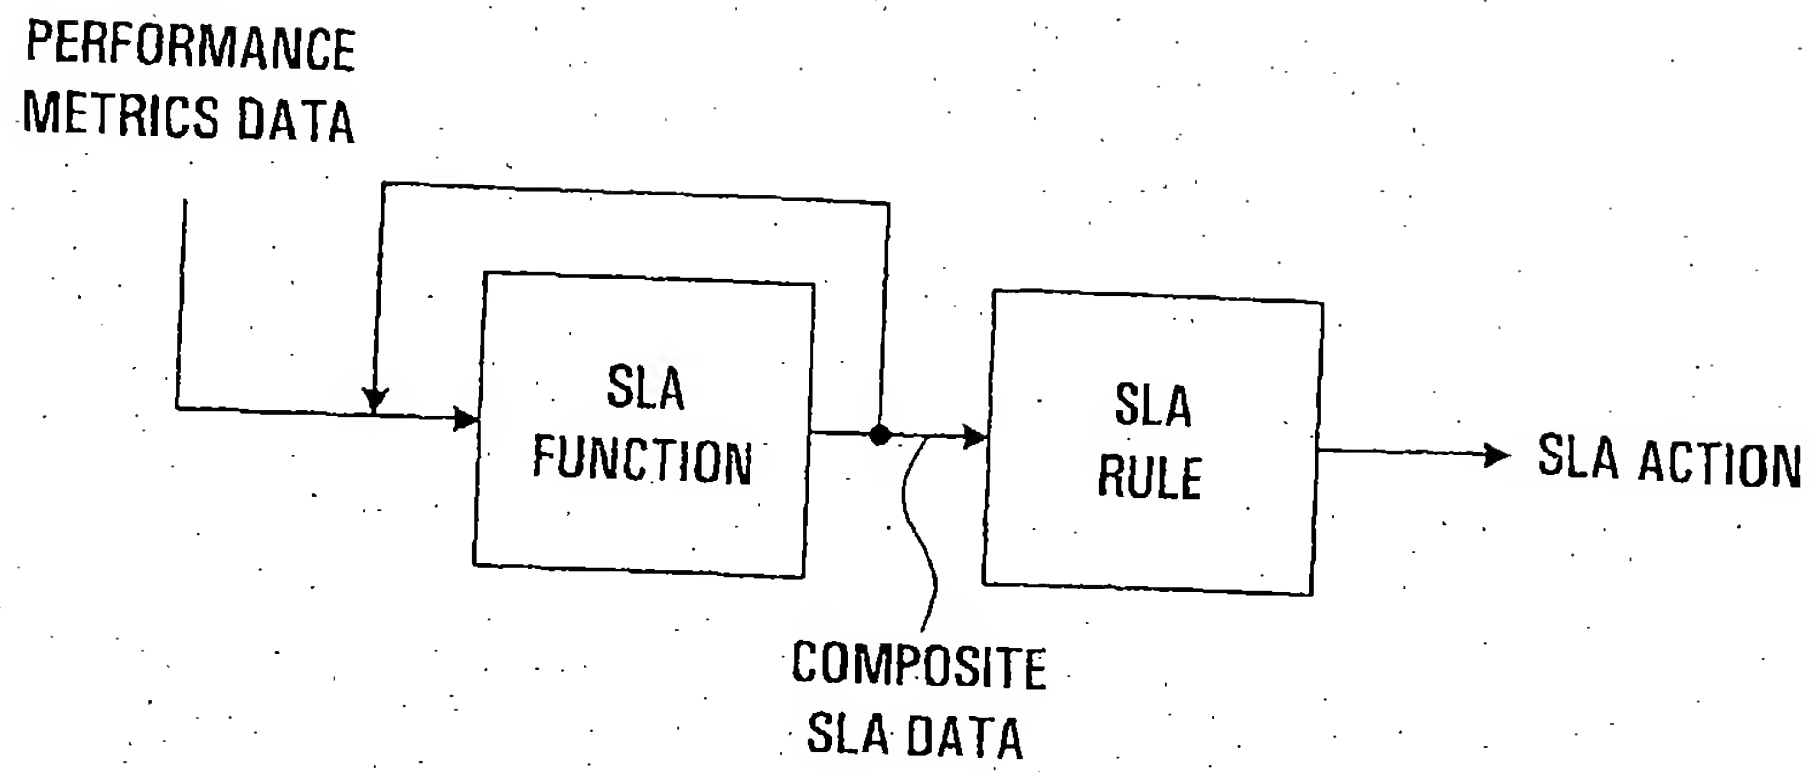 PERFORMANCE
METRICS DATA
SLA
FUNCTION
SLA
RULE
SLA ACTION
COMPOSITE
SLA DATA